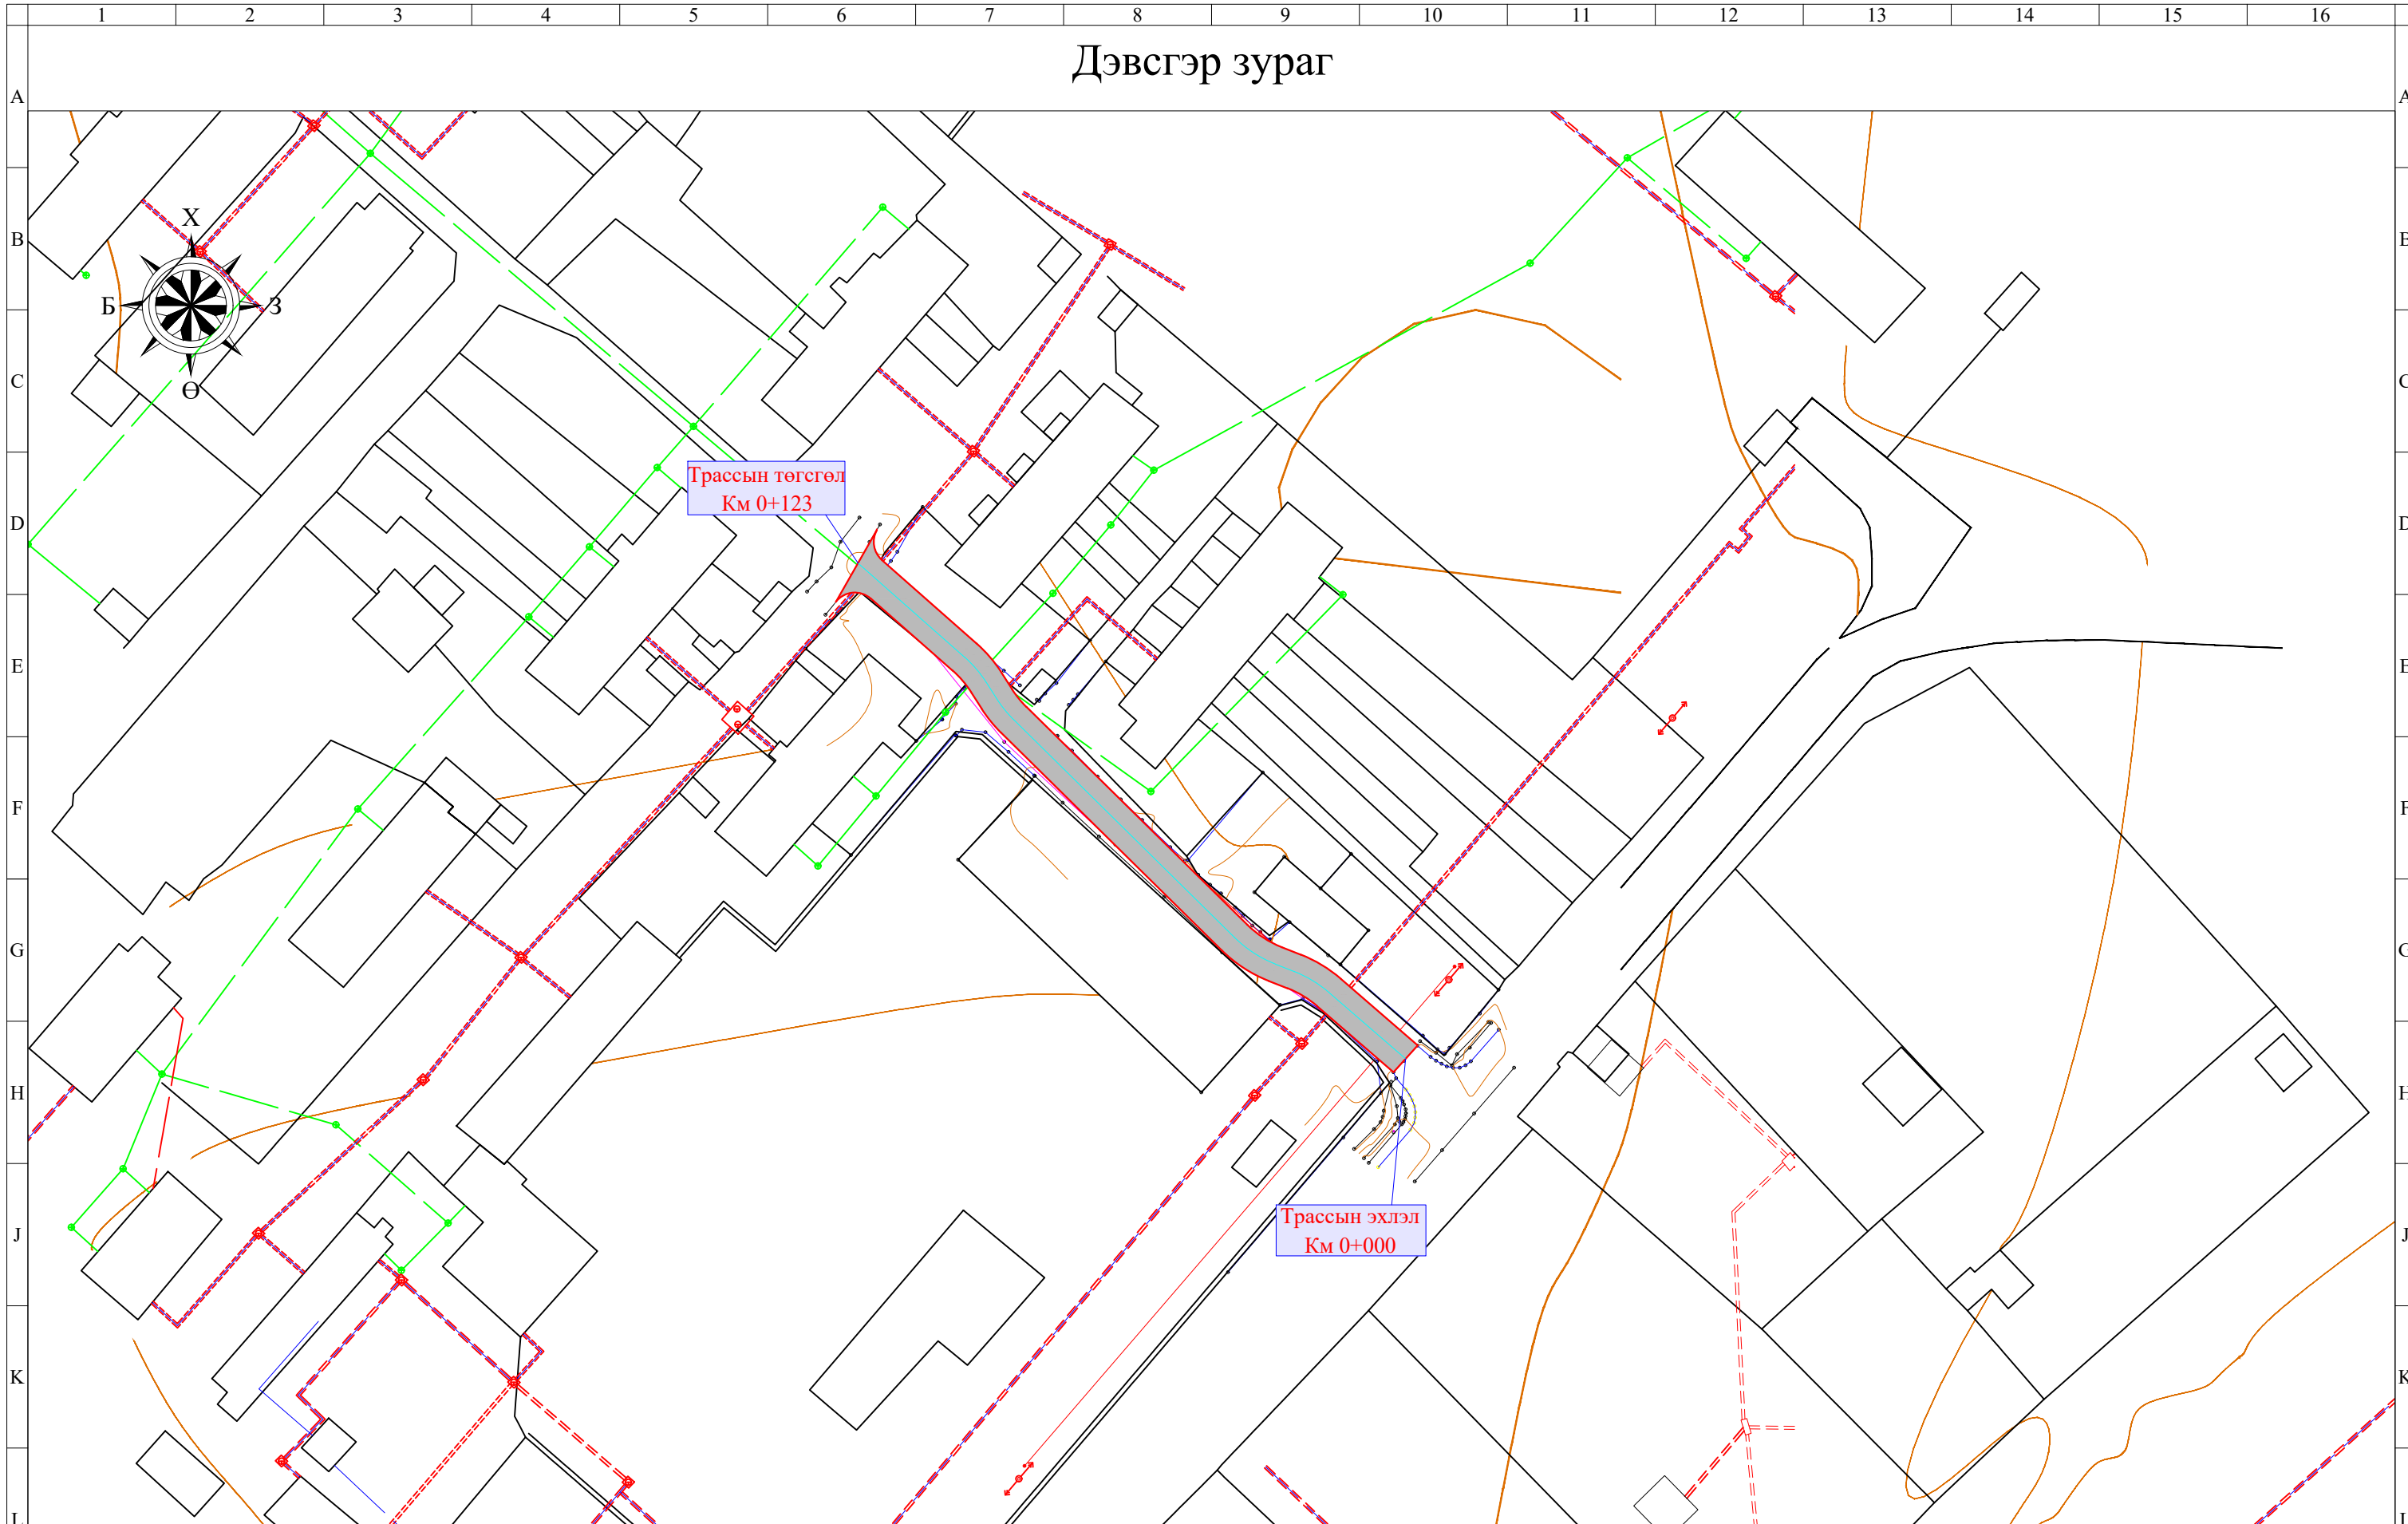 1 2 3 4 5 6 7 8 9 10 11 12 13 14 15 16
Дэвсгэр зураг
A A
B B
C C
D D
E E
F F
G G
H H
J J
K K
L L
Х
Б З
Ө
Трассын төгсгөл
Км 0+123
Трассын эхлэл
Км 0+000